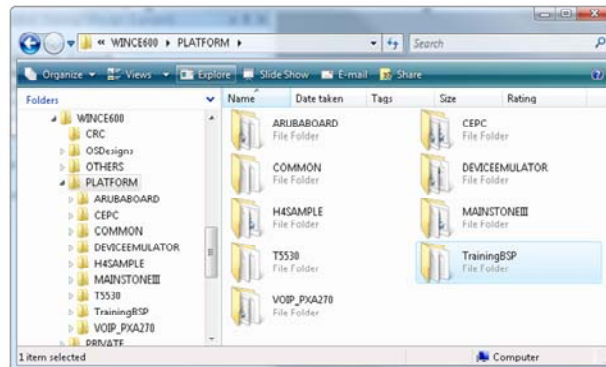 « WINCE600 ▸ PLATFORM ▸
Search
Organize Views Explore Slide Show E-mail Share
Folders
Name Date taken Tags Size Rating
WINCE600
CRC
OSDesigns
OTHERS
PLATFORM
ARUBABOARD
CEPC
COMMON
DEVICEEMULATOR
H4SAMPLE
MAINSTONEIII
T5530
TrainingBSP
VOIP_PXA270
PRIVATE
ARUBABOARD
File Folder
CEPC
File Folder
COMMON
File Folder
DEVICEEMULATOR
File Folder
H4SAMPLE
File Folder
MAINSTONEIII
File Folder
T5530
File Folder
TrainingBSP
File Folder
VOIP_PXA270
File Folder
1 item selected
Computer